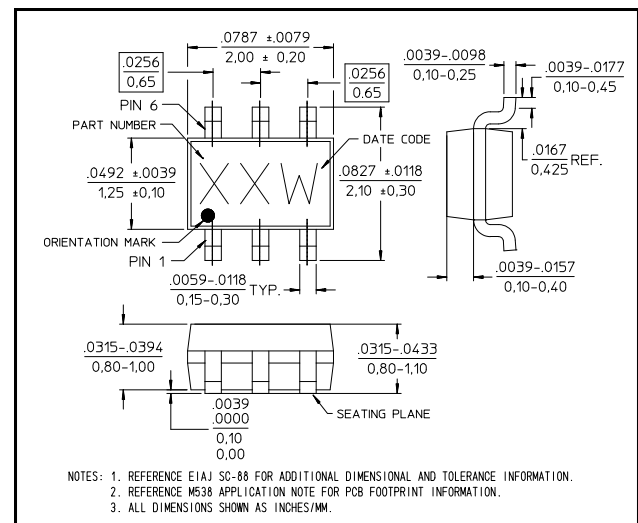 .0787 ±.0079
2,00 ± 0,20
.0256
0,65
.0256
0.65
.0039-.0098
0,10-0,25
.0039-.0177
0,10-0,45
PIN 6
PART NUMBER
DATE CODE
.0167
0,425
REF.
.0492 ±.0039
1,25 ±0,10
XXW
.0827 ±.0118
2,10 ±0,30
ORIENTATION MARK
PIN 1
.0059-.0118
0,15-0,30
TYP.
.0039-.0157
0,10-0,40
.0315-.0394
0,80-1,00
.0315-.0433
0,80-1,10
.0039
.0000
0,10
0,00
SEATING PLANE
NOTES: 1. REFERENCE EIAJ SC-88 FOR ADDITIONAL DIMENSIONAL AND TOLERANCE INFORMATION.
2. REFERENCE M538 APPLICATION NOTE FOR PCB FOOTPRINT INFORMATION.
3. ALL DIMENSIONS SHOWN AS INCHES/MM.